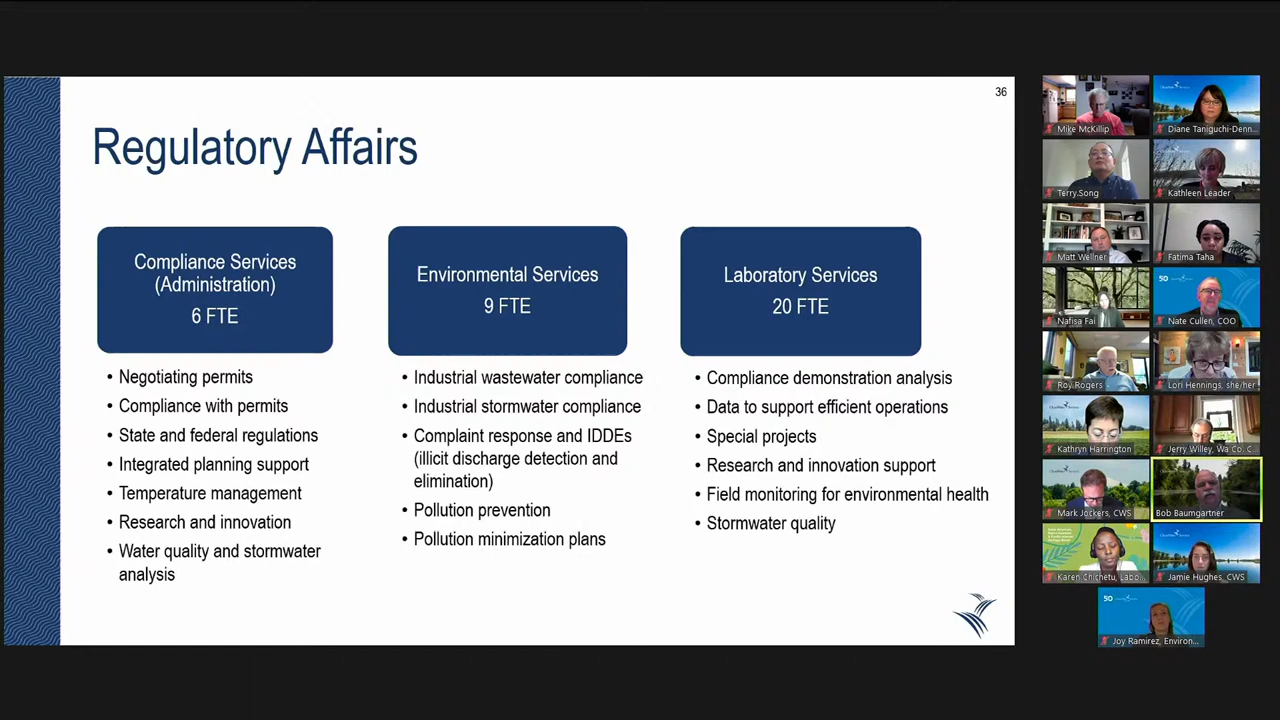 36
Regulatory Affairs
Compliance Services
(Administration)
6 FTE
Environmental Services
9 FTE
Laboratory Services
20 FTE
• Negotiating permits
• Compliance with permits
• State and federal regulations
• Integrated planning support
• Temperature management
• Research and innovation
• Water quality and stormwater
analysis
• Industrial wastewater compliance
• Industrial stormwater compliance
• Complaint response and IDDEs
(illicit discharge detection and
elimination)
• Pollution prevention
• Pollution minimization plans
• Compliance demonstration analysis
• Data to support efficient operations
• Special projects
• Research and innovation support
• Field monitoring for environmental health
• Stormwater quality
Mike McKillip
Diane Taniguchi-Denn...
Terry.Song
Kathleen Leader
Matt Wellner
Fatima Taha
Nafisa Fai
Nate Cullen, COO
Roy Rogers
Lori Hennings, she/her
Kathryn Harrington
Jerry Willey, Wa Co. C...
Mark Jockers, CWS
Bob Baumgartner
Karen Chichetu, Labo...
Jamie Hughes, CWS
Joy Ramirez, Environ...